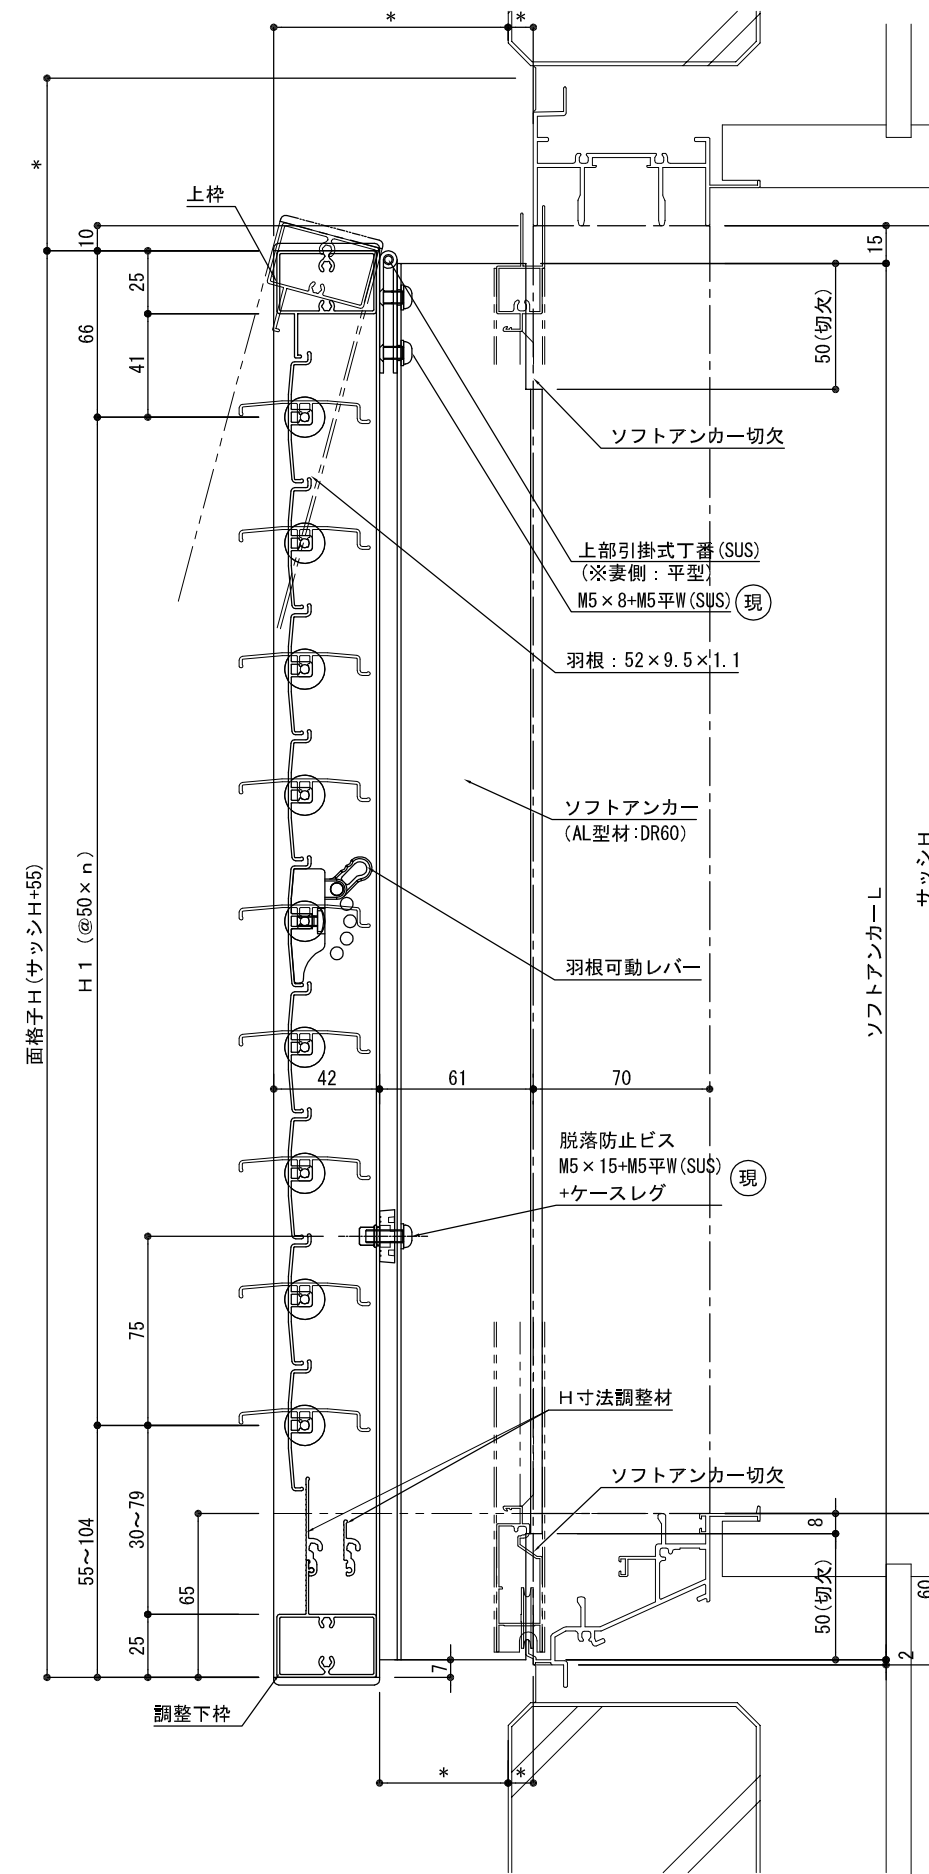 *
*
*
上枠
10
15
25
66
41
50(切欠)
ソフトアンカー切欠
上部引掛式丁番(SUS)
(※妻側：平型)
M5×8+M5平W(SUS) 現
羽根：52×9.5×1.1
ソフトアンカー
(AL型材:DR60)
サッシH
面格子H(サッシH+55)
H1 (@50×n)
ソフトアンカーL
羽根可動レバー
42
61
70
脱落防止ビス
M5×15+M5平W(SUS) 現
+ケースレグ
75
H寸法調整材
ソフトアンカー切欠
30～79
55～104
65
8
50(切欠)
60
25
7
2
調整下枠
*
*